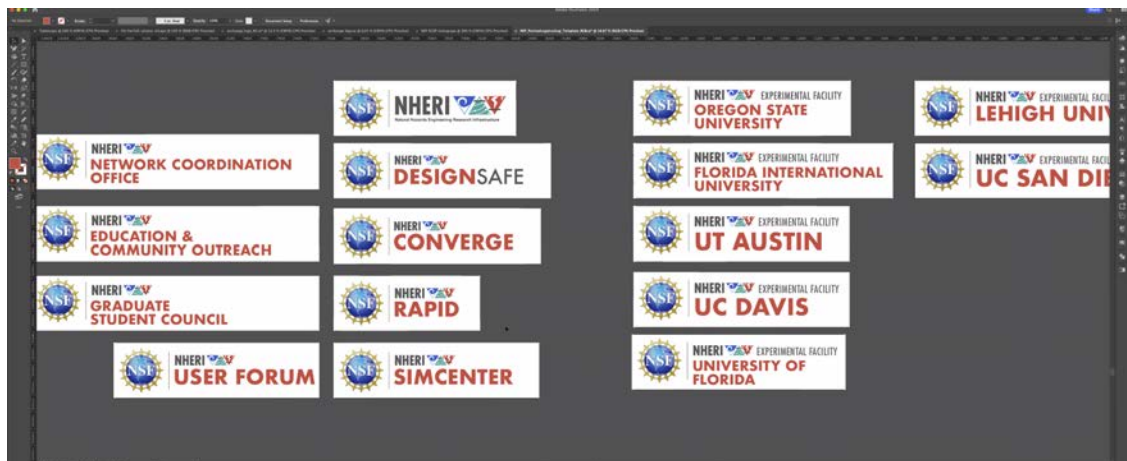 NSF
NHERI
NETWORK COORDINATION
OFFICE
NSF
NHERI
EDUCATION &
COMMUNITY OUTREACH
NSF
NHERI
GRADUATE
STUDENT COUNCIL
NSF
NHERI
USER FORUM
NSF
NHERI
Natural Hazards Engineering Research Infrastructure
NSF
NHERI
DESIGNSAFE
NSF
NHERI
CONVERGE
NSF
NHERI
RAPID
NSF
NHERI
SIMCENTER
NSF
NHERI EXPERIMENTAL FACILITY
OREGON STATE
UNIVERSITY
NSF
NHERI EXPERIMENTAL FACILITY
FLORIDA INTERNATIONAL
UNIVERSITY
NSF
NHERI EXPERIMENTAL FACILITY
UT AUSTIN
NSF
NHERI EXPERIMENTAL FACILITY
UC DAVIS
NSF
NHERI EXPERIMENTAL FACILITY
UNIVERSITY OF
FLORIDA
NSF
NHERI EXPERIMENTAL FACIL
LEHIGH UNIV
NSF
NHERI EXPERIMENTAL FACIL
UC SAN DIE